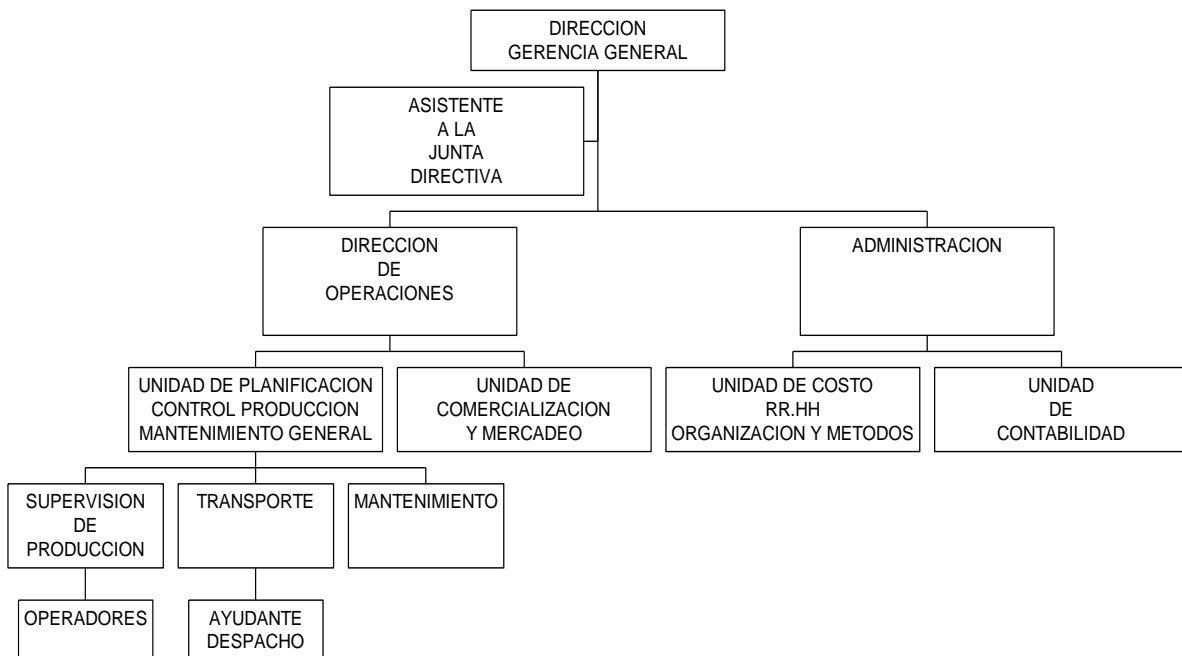 DIRECCION
GERENCIA GENERAL
ASISTENTE
A LA
JUNTA
DIRECTIVA
DIRECCION
DE
OPERACIONES
ADMINISTRACION
UNIDAD DE PLANIFICACION
CONTROL PRODUCCION
MANTENIMIENTO GENERAL
UNIDAD DE
COMERCIALIZACION
Y MERCADEO
UNIDAD DE COSTO
RR.HH
ORGANIZACION Y METODOS
UNIDAD
DE
CONTABILIDAD
SUPERVISION
DE
PRODUCCION
TRANSPORTE
MANTENIMIENTO
OPERADORES
AYUDANTE
DESPACHO